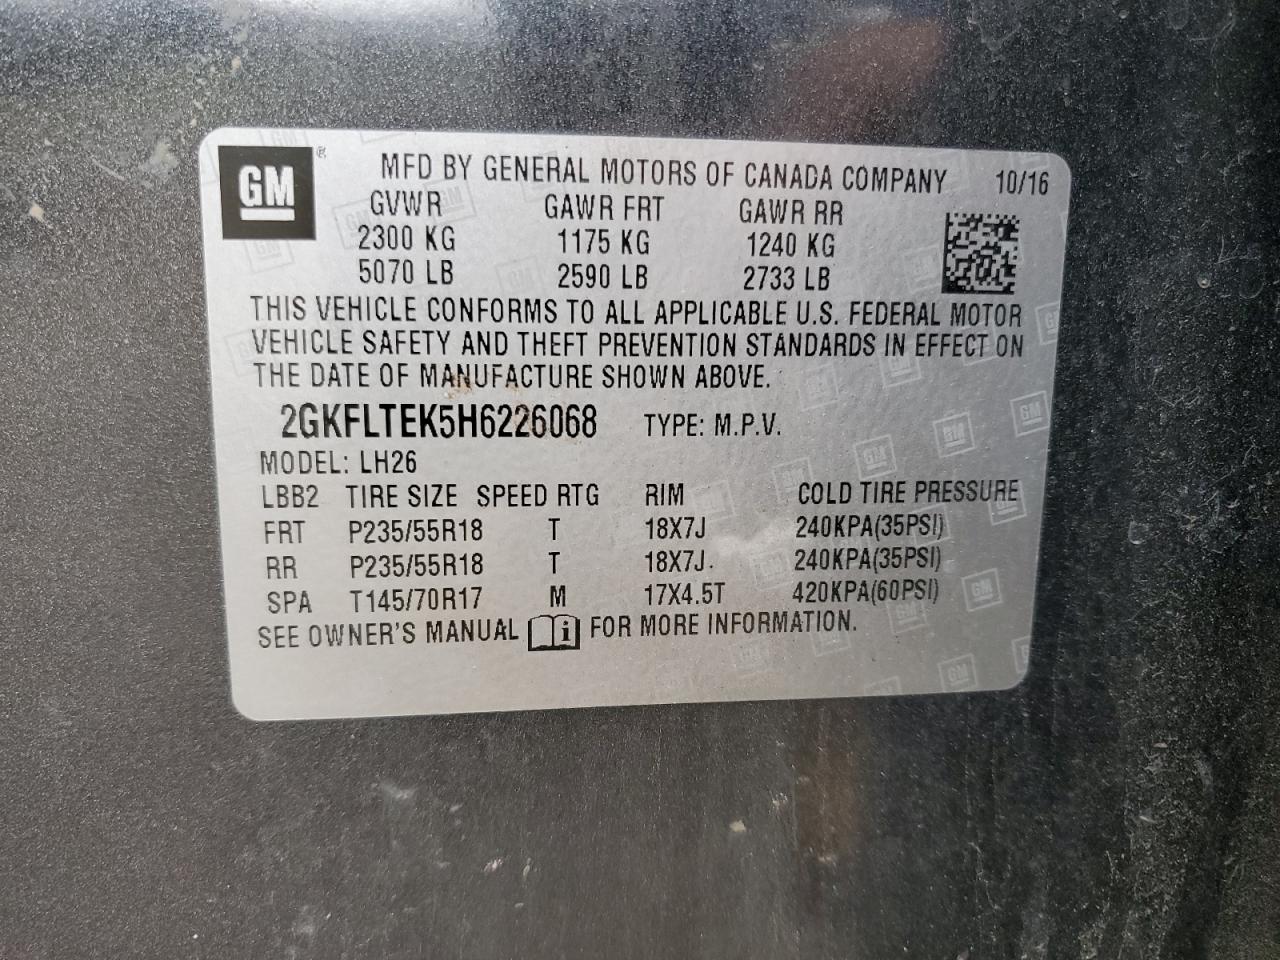 GM ® MFD BY GENERAL MOTORS OF CANADA COMPANY 10/16
GVWR GAWR FRT GAWR RR
2300 KG 1175 KG 1240 KG
5070 LB 2590 LB 2733 LB
THIS VEHICLE CONFORMS TO ALL APPLICABLE U.S. FEDERAL MOTOR
VEHICLE SAFETY AND THEFT PREVENTION STANDARDS IN EFFECT ON
THE DATE OF MANUFACTURE SHOWN ABOVE.
2GKFLTEK5H6226068 TYPE: M.P.V.
MODEL: LH26
LBB2 TIRE SIZE SPEED RTG RIM COLD TIRE PRESSURE
FRT P235/55R18 T 18X7J 240KPA(35PSI)
RR P235/55R18 T 18X7J 240KPA(35PSI)
SPA T145/70R17 M 17X4.5T 420KPA(60PSI)
SEE OWNER'S MANUAL i FOR MORE INFORMATION.